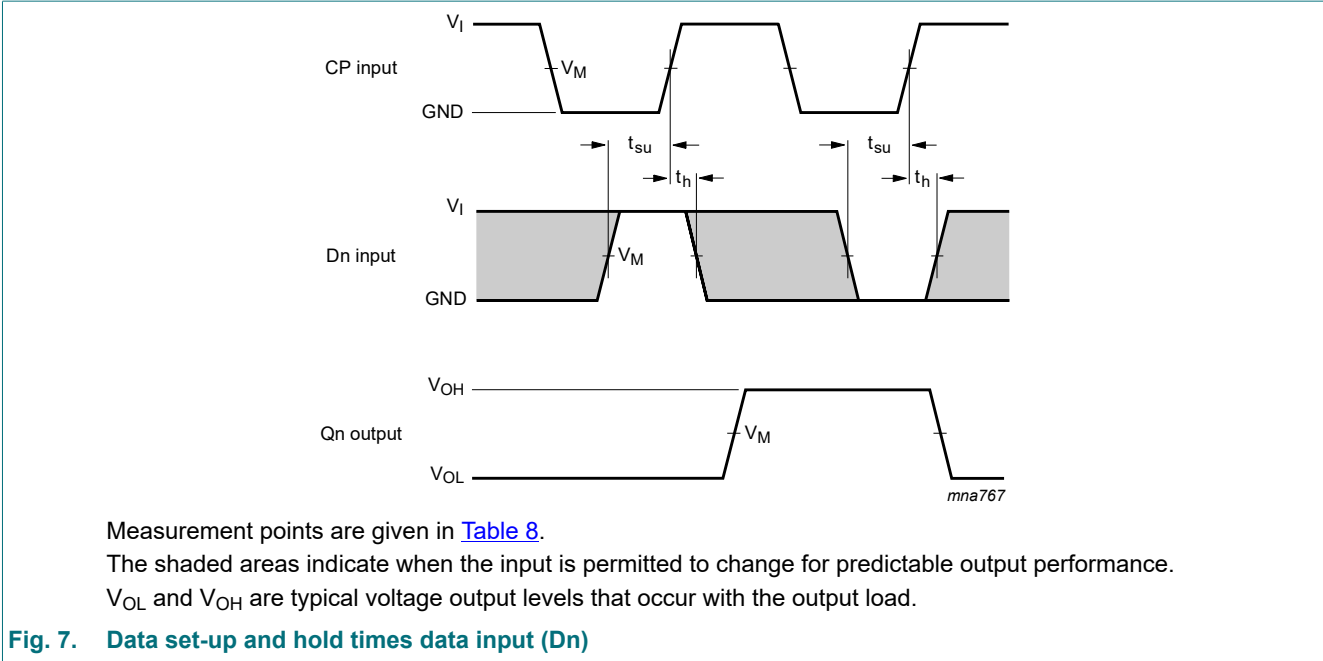 V_I
CP input
V_M
GND
t_su
t_su
t_h
t_h
V_I
Dn input
V_M
GND
V_OH
Qn output
V_M
V_OL
mna767
Measurement points are given in Table 8.
The shaded areas indicate when the input is permitted to change for predictable output performance.
V_OL and V_OH are typical voltage output levels that occur with the output load.
Fig. 7. Data set-up and hold times data input (Dn)